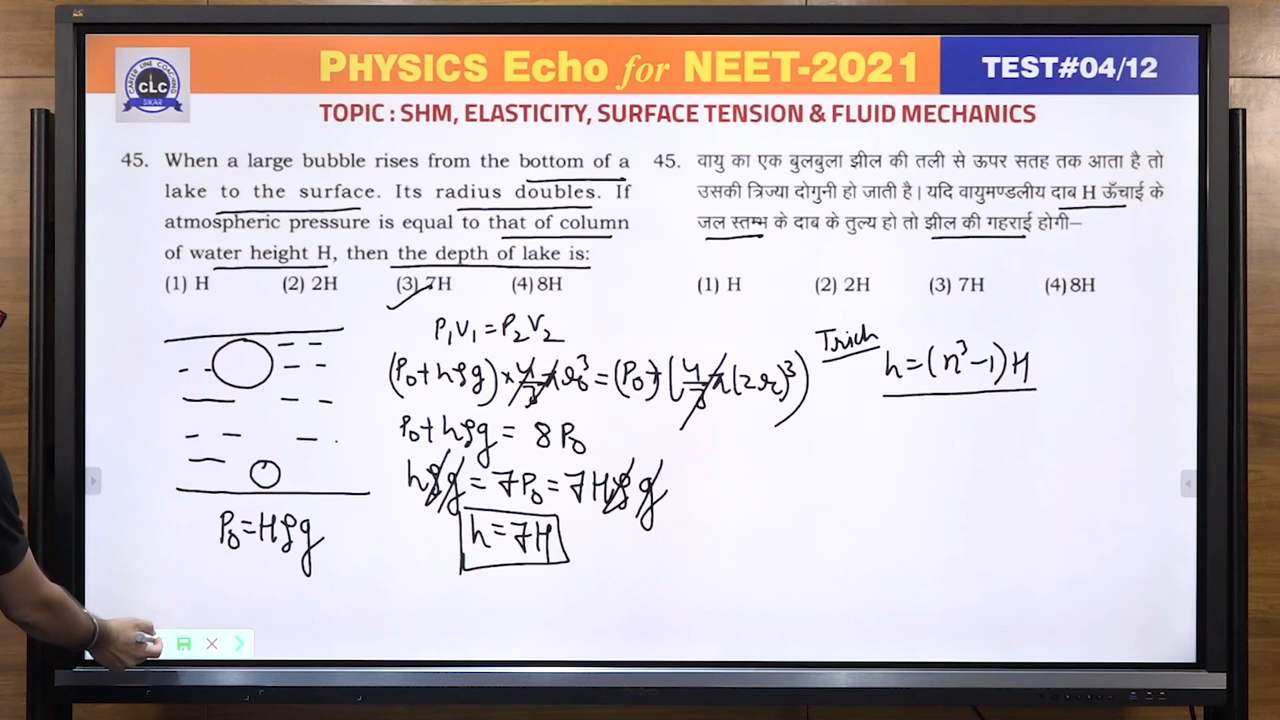 PHYSICS Echo for NEET-2021
TEST#04/12
CAREER LINE COACHING
CLC
SIKAR
TOPIC : SHM, ELASTICITY, SURFACE TENSION & FLUID MECHANICS
45. When a large bubble rises from the bottom of a
lake to the surface. Its radius doubles. If
atmospheric pressure is equal to that of column
of water height H, then the depth of lake is:
(1) H (2) 2H (3) 7H (4) 8H
45. वायु का एक बुलबुला झील की तली से ऊपर सतह तक आता है तो
उसकी त्रिज्या दोगुनी हो जाती है। यदि वायुमण्डलीय दाब H ऊँचाई के
जल स्तम्भ के दाब के तुल्य हो तो झील की गहराई होगी–
(1) H (2) 2H (3) 7H (4) 8H
P₁V₁ = P₂V₂
(P₀+hρg) × 4/3 π r³ = (P₀) (4/3 π (2r)³)
P₀+hρg = 8P₀
hρg = 7P₀ = 7Hρg
h = 7H
P₀ = Hρg
Trick
h = (n³-1)H